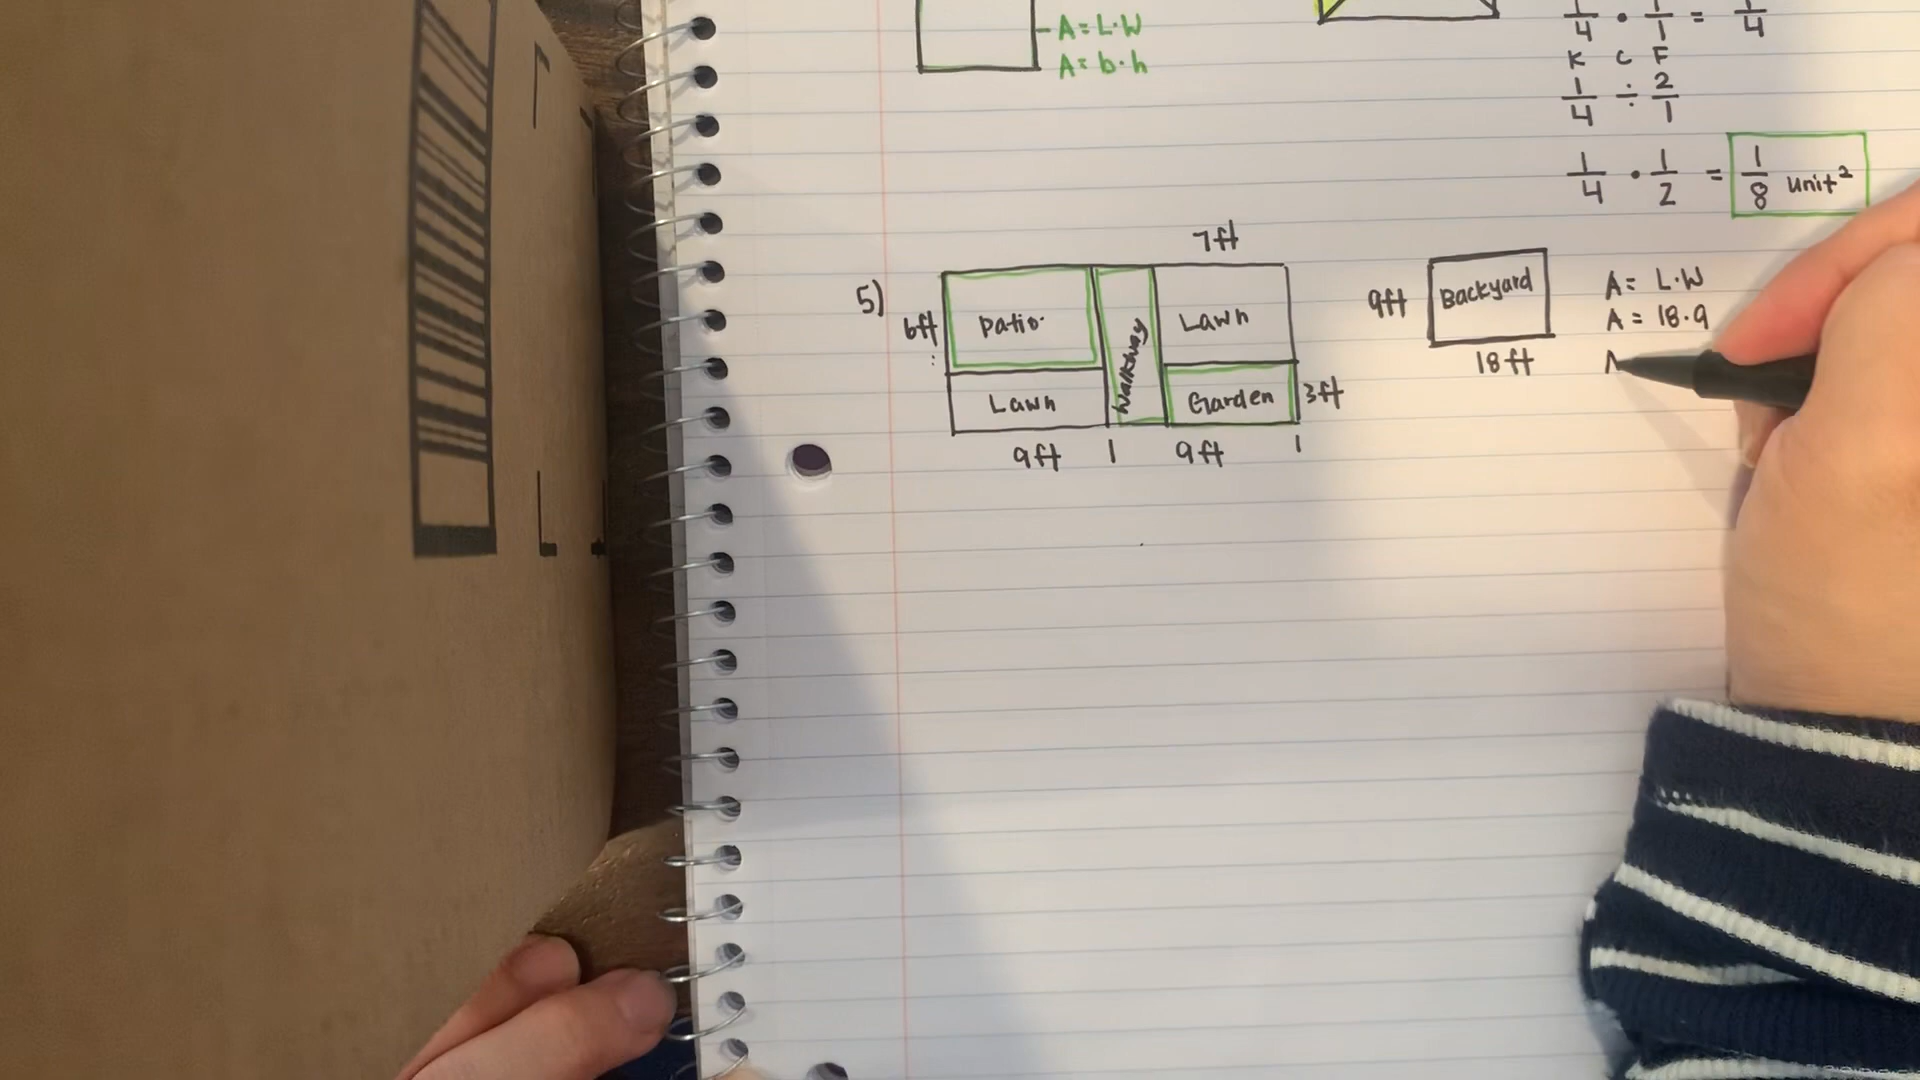 A = L·W
A = b·h
1/4 · 1/1 = 1/4
K C F
1/4 ÷ 2/1
1/4 · 1/2 = 1/8 unit²
5)
7ft
6ft
Patio
Walkway
Lawn
Lawn
Garden
3ft
9ft 1 9ft 1
9ft
Backyard
18ft
A = L·W
A = 18·9